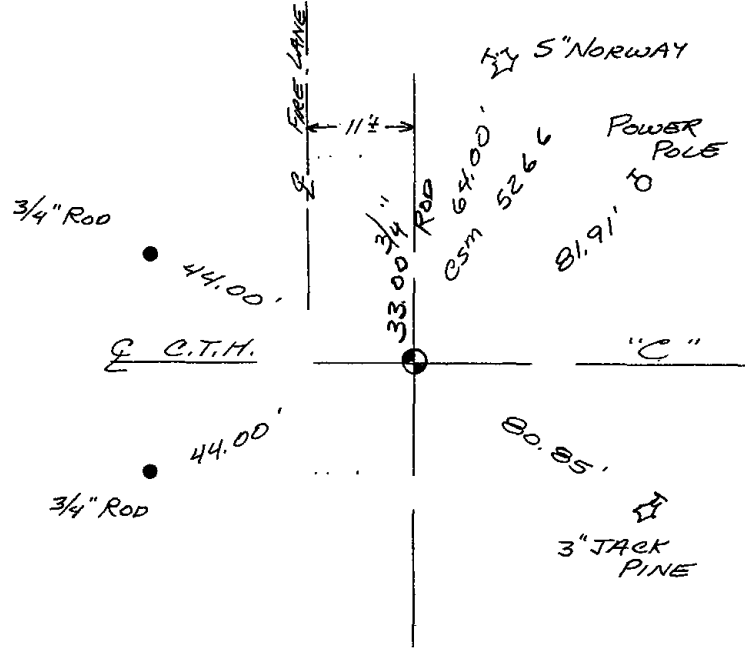 FIRE LANE
℄
11'±
5" NORWAY
64.00'
POWER
POLE
81.91'
3/4" ROD
44.00'
33.00' 3/4" ROD
CSM 5266
℄ C.T.H. "C"
44.00'
3/4" ROD
80.85'
3" JACK
PINE